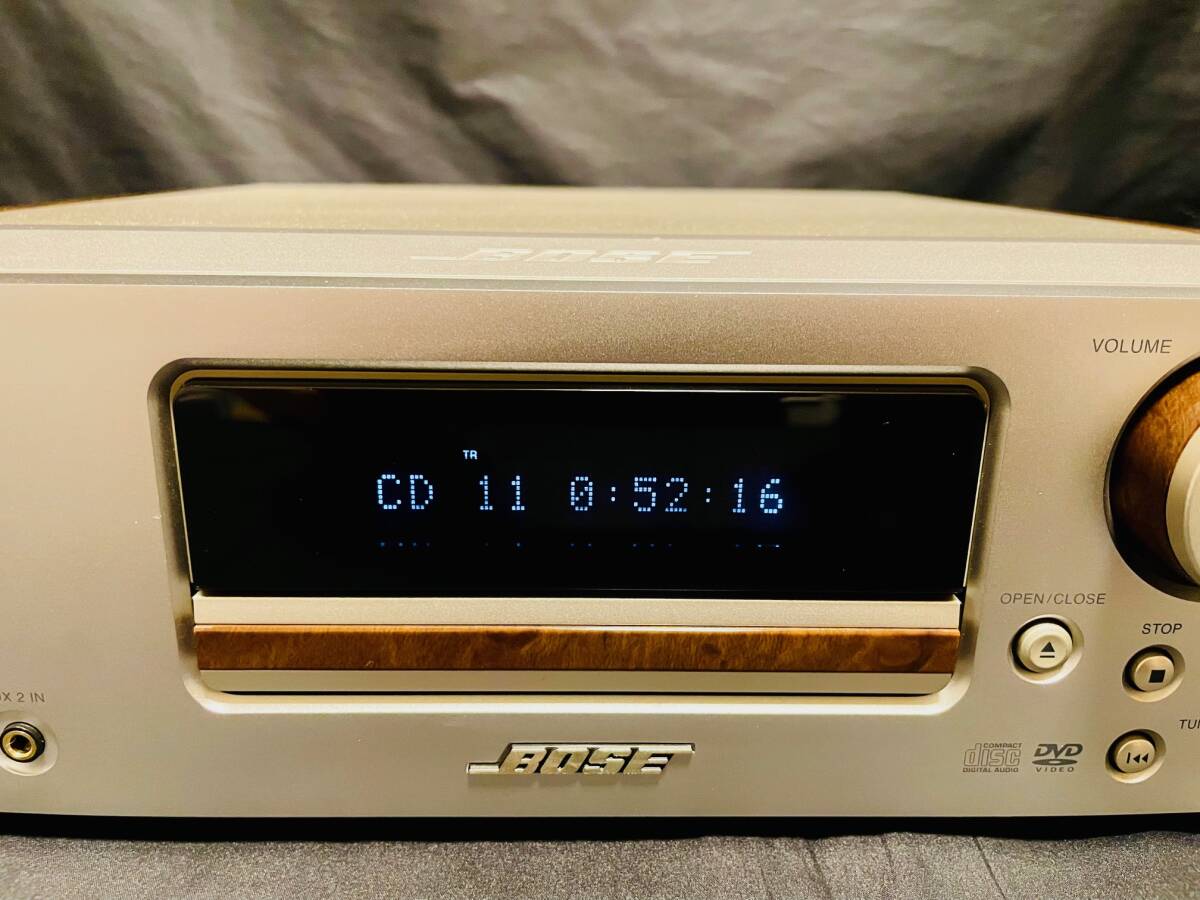 BOSE
VOLUME
TR
CD 11 0:52:16
OPEN/CLOSE
STOP
2 IN
BOSE
COMPACT
disc
DIGITAL AUDIO
DVD
VIDEO